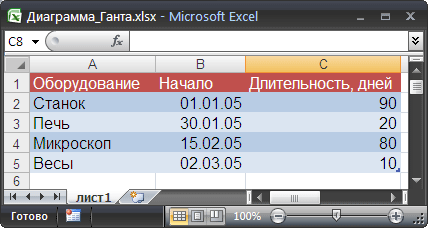 Диаграмма_Ганта.xlsx - Microsoft Excel
C8 fx
A B C
1 Оборудование Начало Длительность, дней
2 Станок 01.01.05 90
3 Печь 30.01.05 20
4 Микроскоп 15.02.05 80
5 Весы 02.03.05 10
6
лист1
Готово 100%